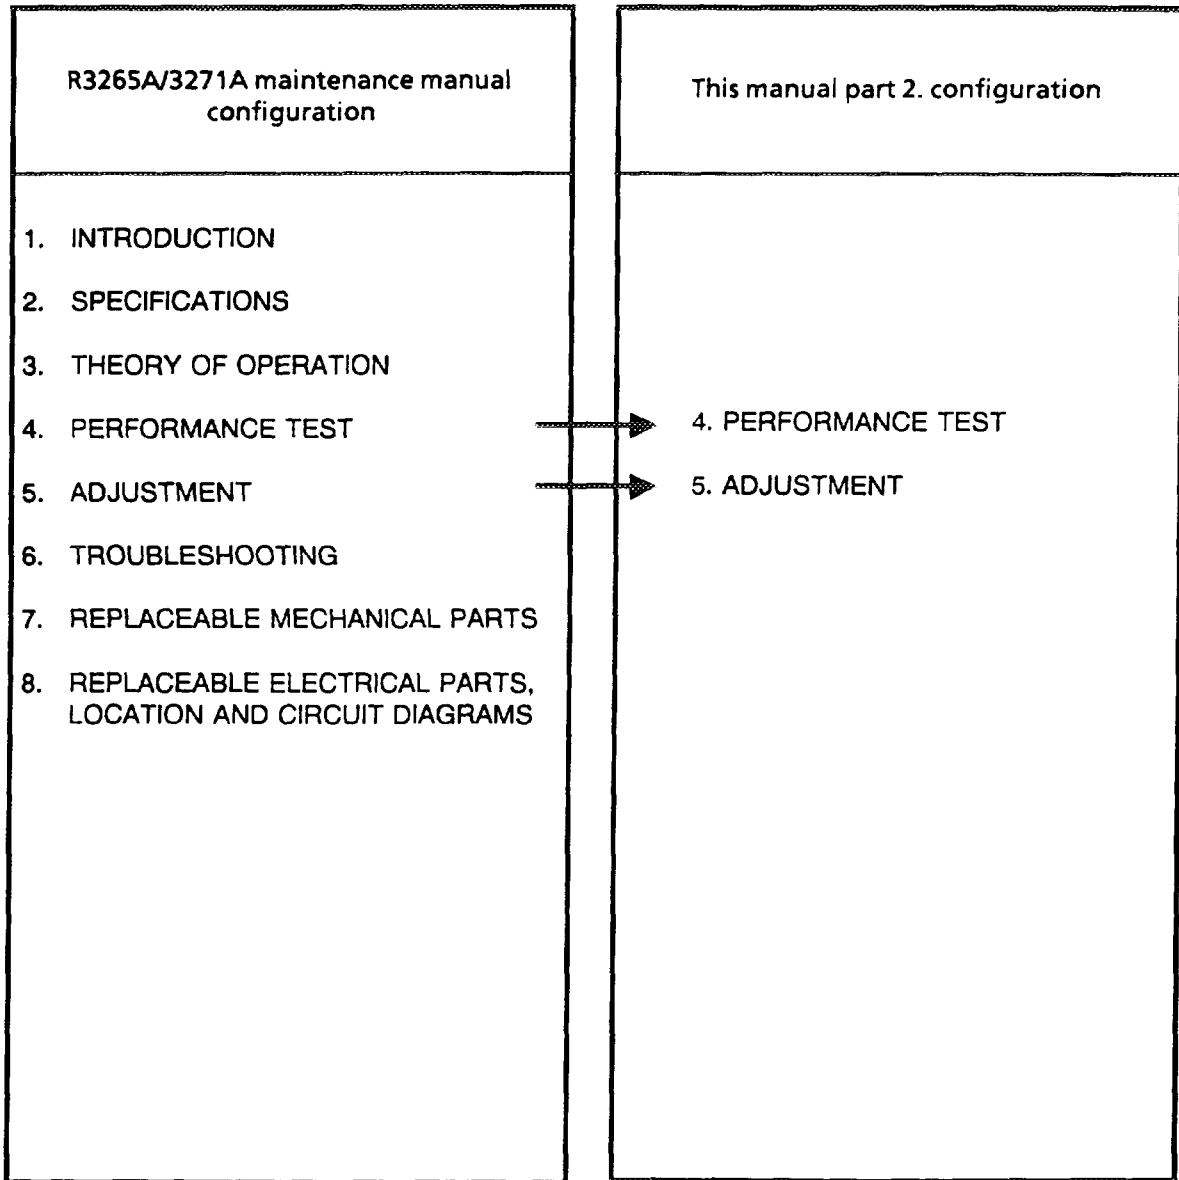 R3265A/3271A maintenance manual
configuration
1. INTRODUCTION
2. SPECIFICATIONS
3. THEORY OF OPERATION
4. PERFORMANCE TEST
5. ADJUSTMENT
6. TROUBLESHOOTING
7. REPLACEABLE MECHANICAL PARTS
8. REPLACEABLE ELECTRICAL PARTS,
LOCATION AND CIRCUIT DIAGRAMS
This manual part 2. configuration
4. PERFORMANCE TEST
5. ADJUSTMENT